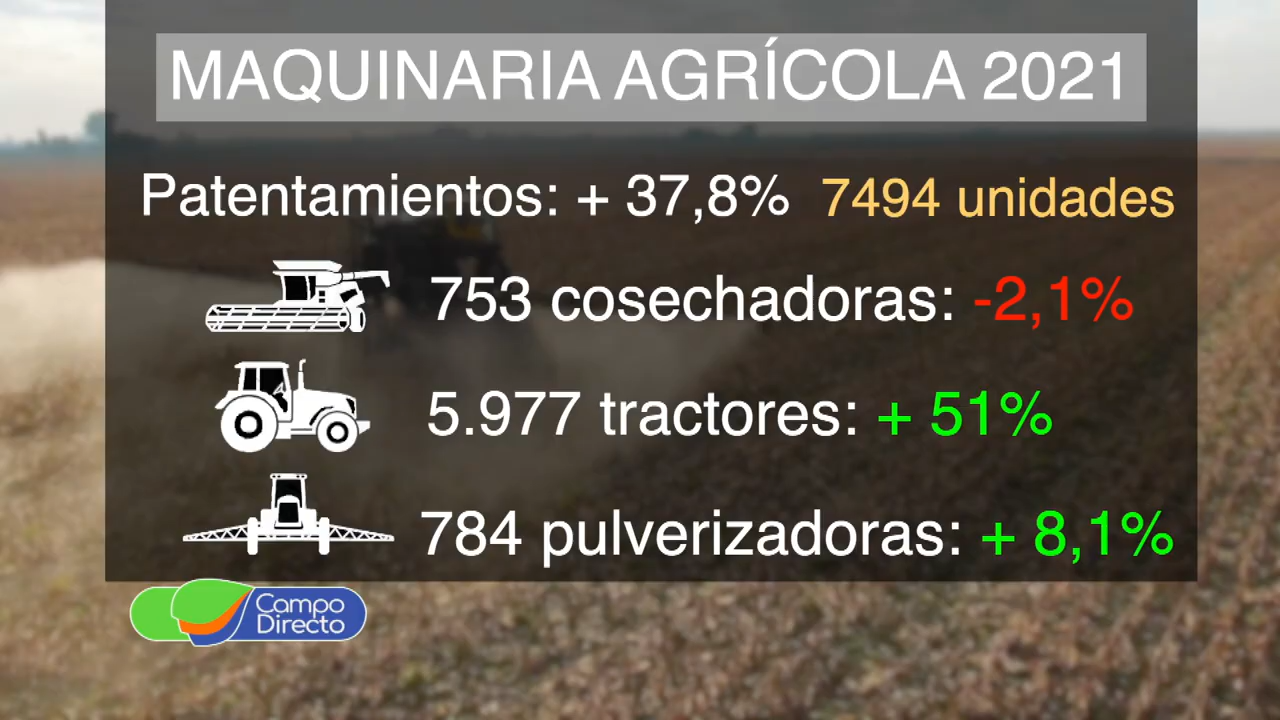 MAQUINARIA AGRÍCOLA 2021
Patentamientos: + 37,8% 7494 unidades
753 cosechadoras: -2,1%
5.977 tractores: + 51%
784 pulverizadoras: + 8,1%
Campo
Directo